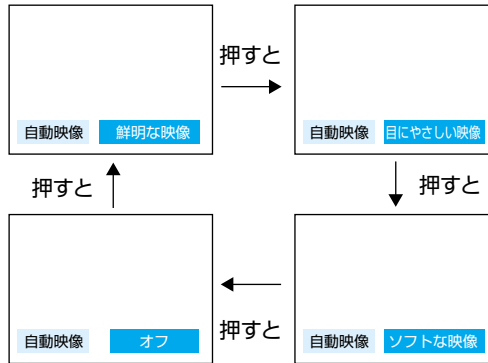 押すと
自動映像 鮮明な映像
自動映像 目にやさしい映像
押すと
押すと
自動映像 オフ
押すと
自動映像 ソフトな映像